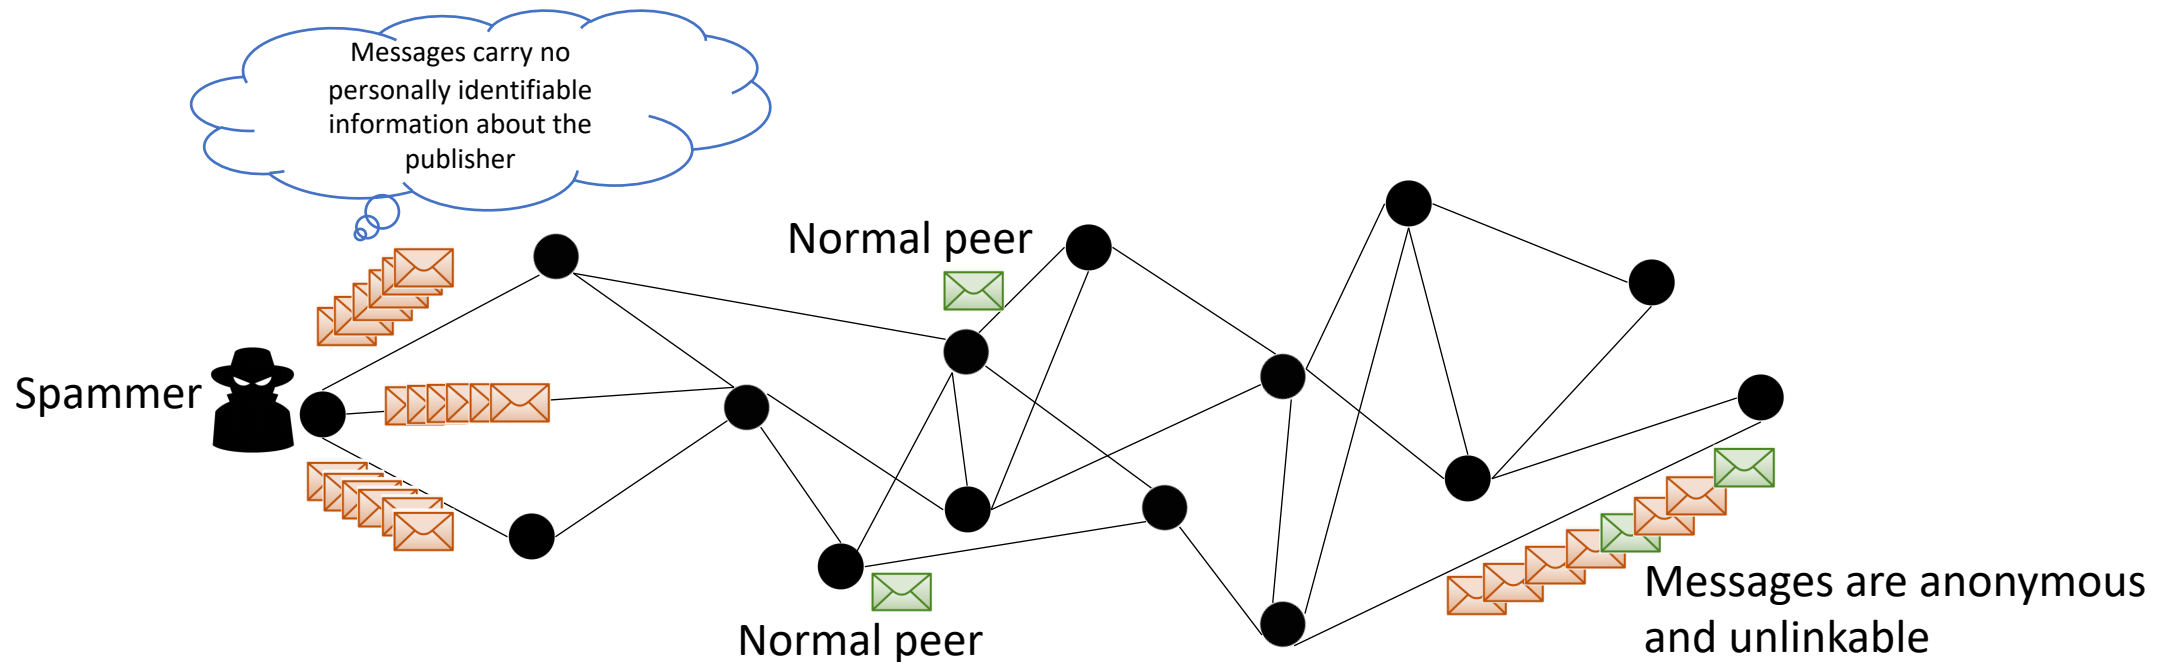 Messages carry no
personally identifiable
information about the
publisher
Normal peer
Spammer
Normal peer
Messages are anonymous
and unlinkable